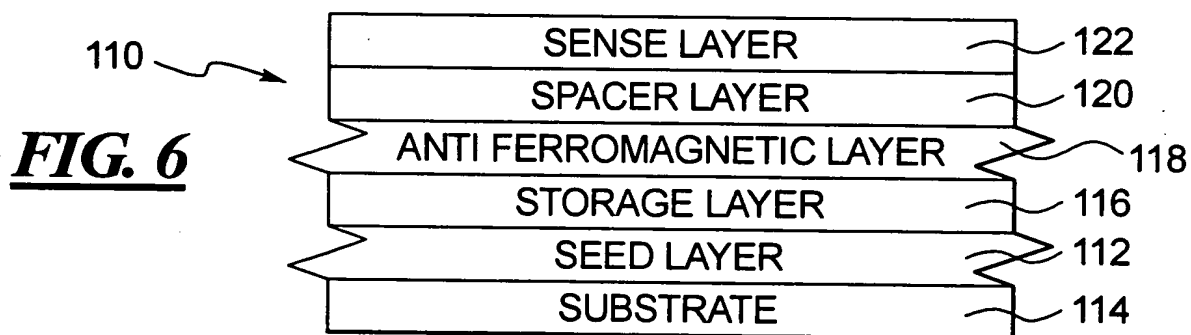 SENSE LAYER 122
110
SPACER LAYER 120
FIG. 6
ANTI FERROMAGNETIC LAYER 118
STORAGE LAYER 116
SEED LAYER 112
SUBSTRATE 114